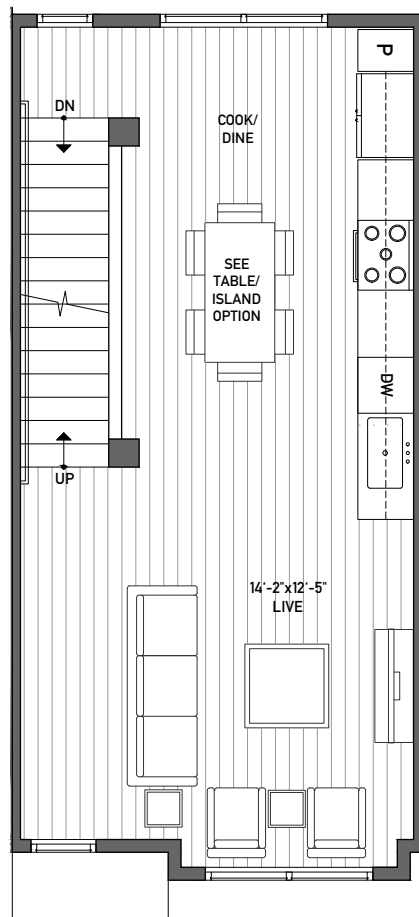 P
DN
COOK/
DINE
SEE
TABLE/
ISLAND
OPTION
DW
UP
14'-2"x12'-5"
LIVE